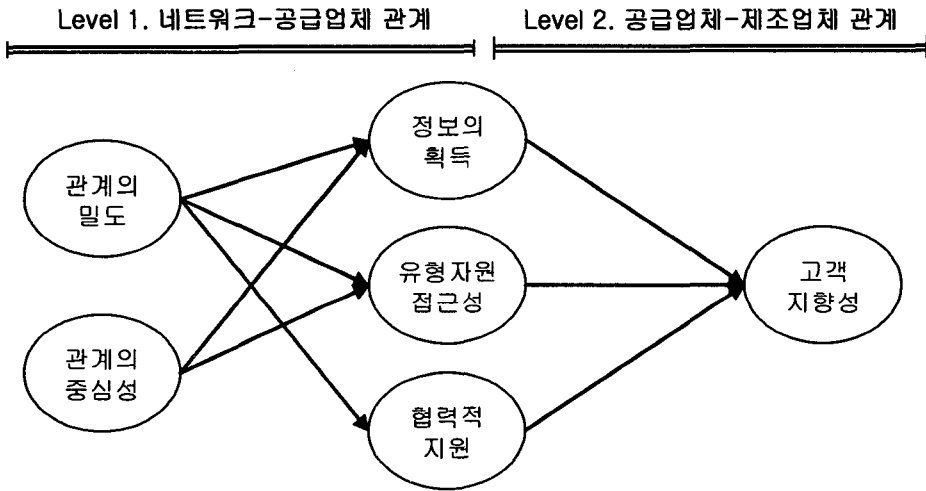 Level 1. 네트워크-공급업체 관계
Level 2. 공급업체-제조업체 관계
정보의
획득
관계의
밀도
유형자원
접근성
고객
지향성
관계의
중심성
협력적
지원